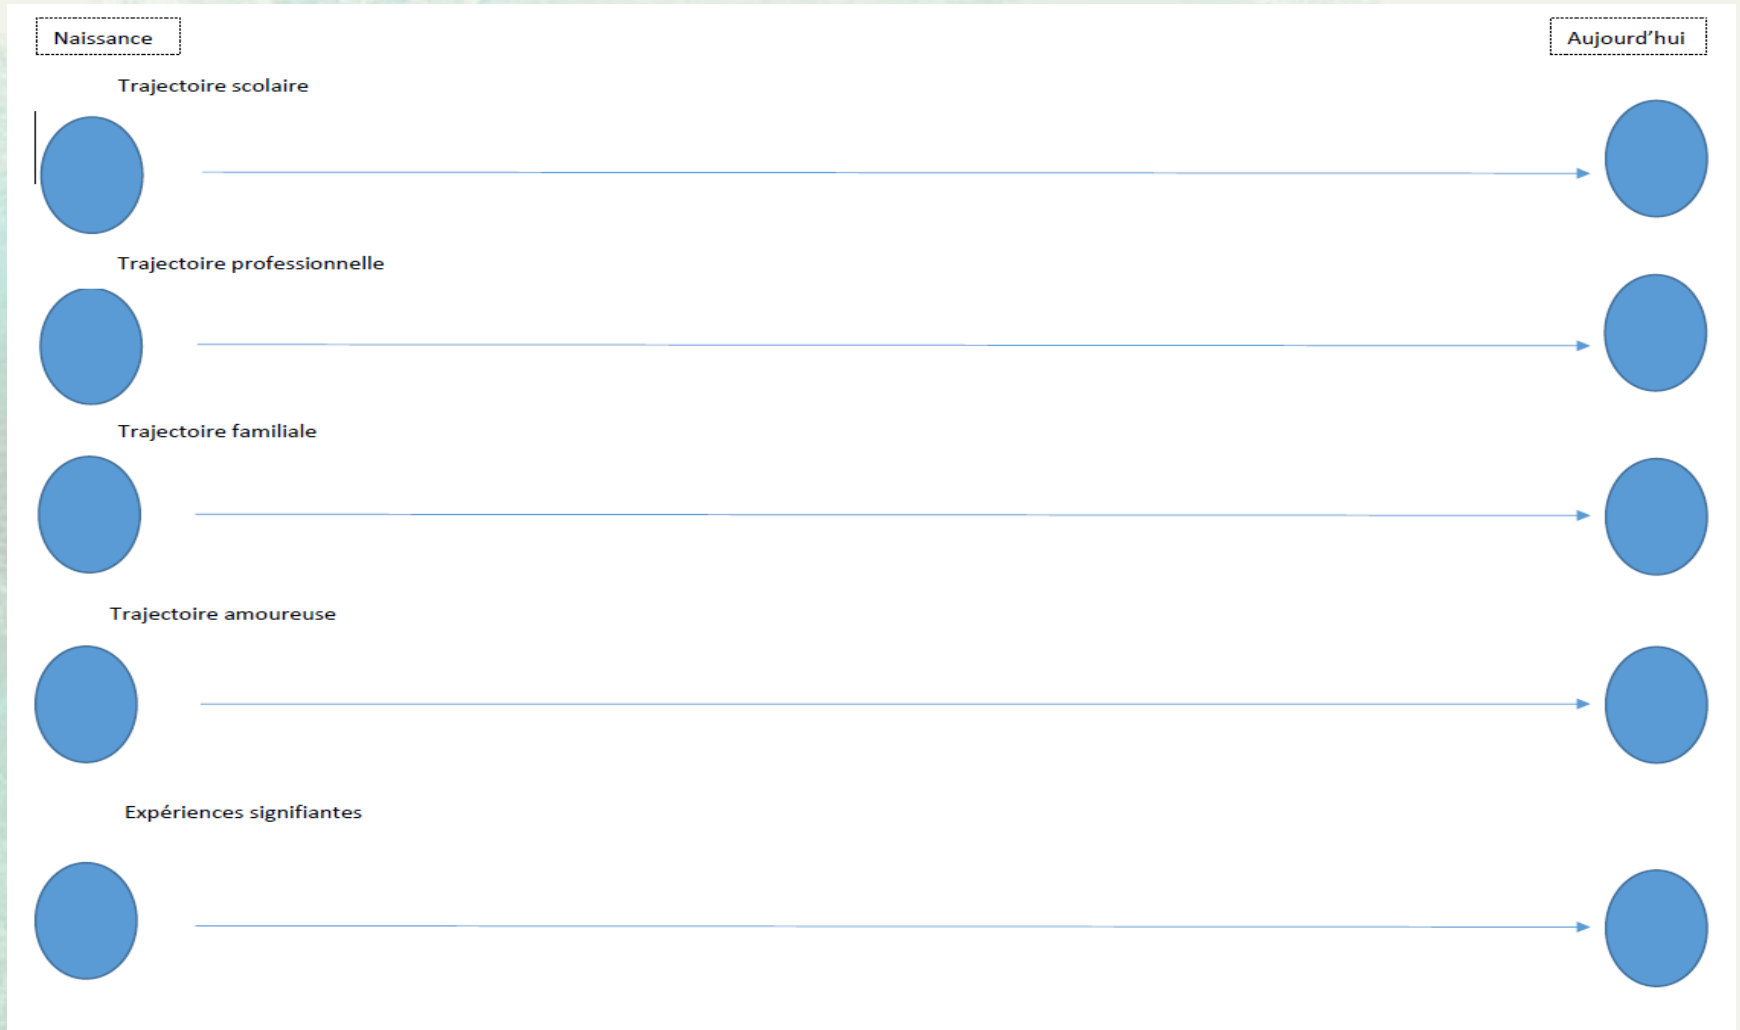 Naissance
Aujourd'hui
Trajectoire scolaire
Trajectoire professionnelle
Trajectoire familiale
Trajectoire amoureuse
Expériences signifiantes